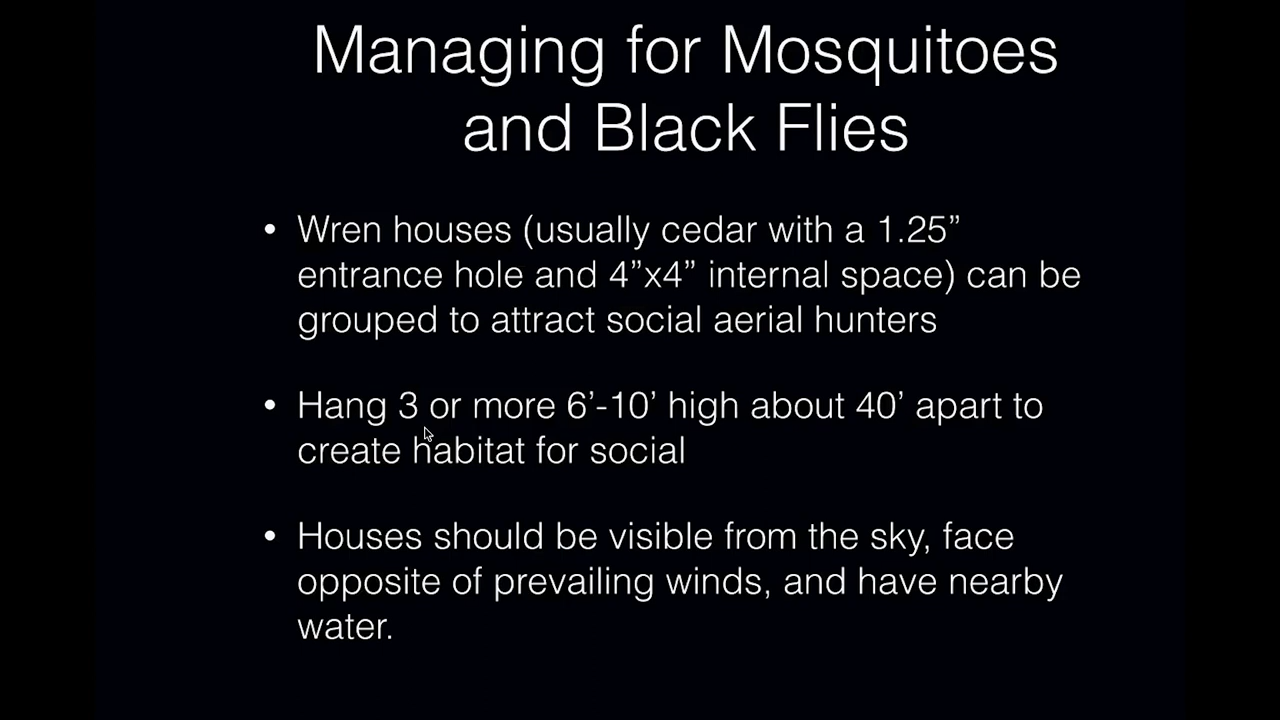 Managing for Mosquitoes
and Black Flies
• Wren houses (usually cedar with a 1.25”
entrance hole and 4”x4” internal space) can be
grouped to attract social aerial hunters
• Hang 3 or more 6’-10’ high about 40’ apart to
create habitat for social
• Houses should be visible from the sky, face
opposite of prevailing winds, and have nearby
water.